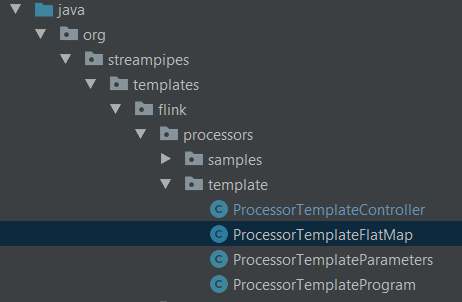 java
org
streampipes
templates
flink
processors
samples
template
C ProcessorTemplateController
C ProcessorTemplateFlatMap
C ProcessorTemplateParameters
C ProcessorTemplateProgram